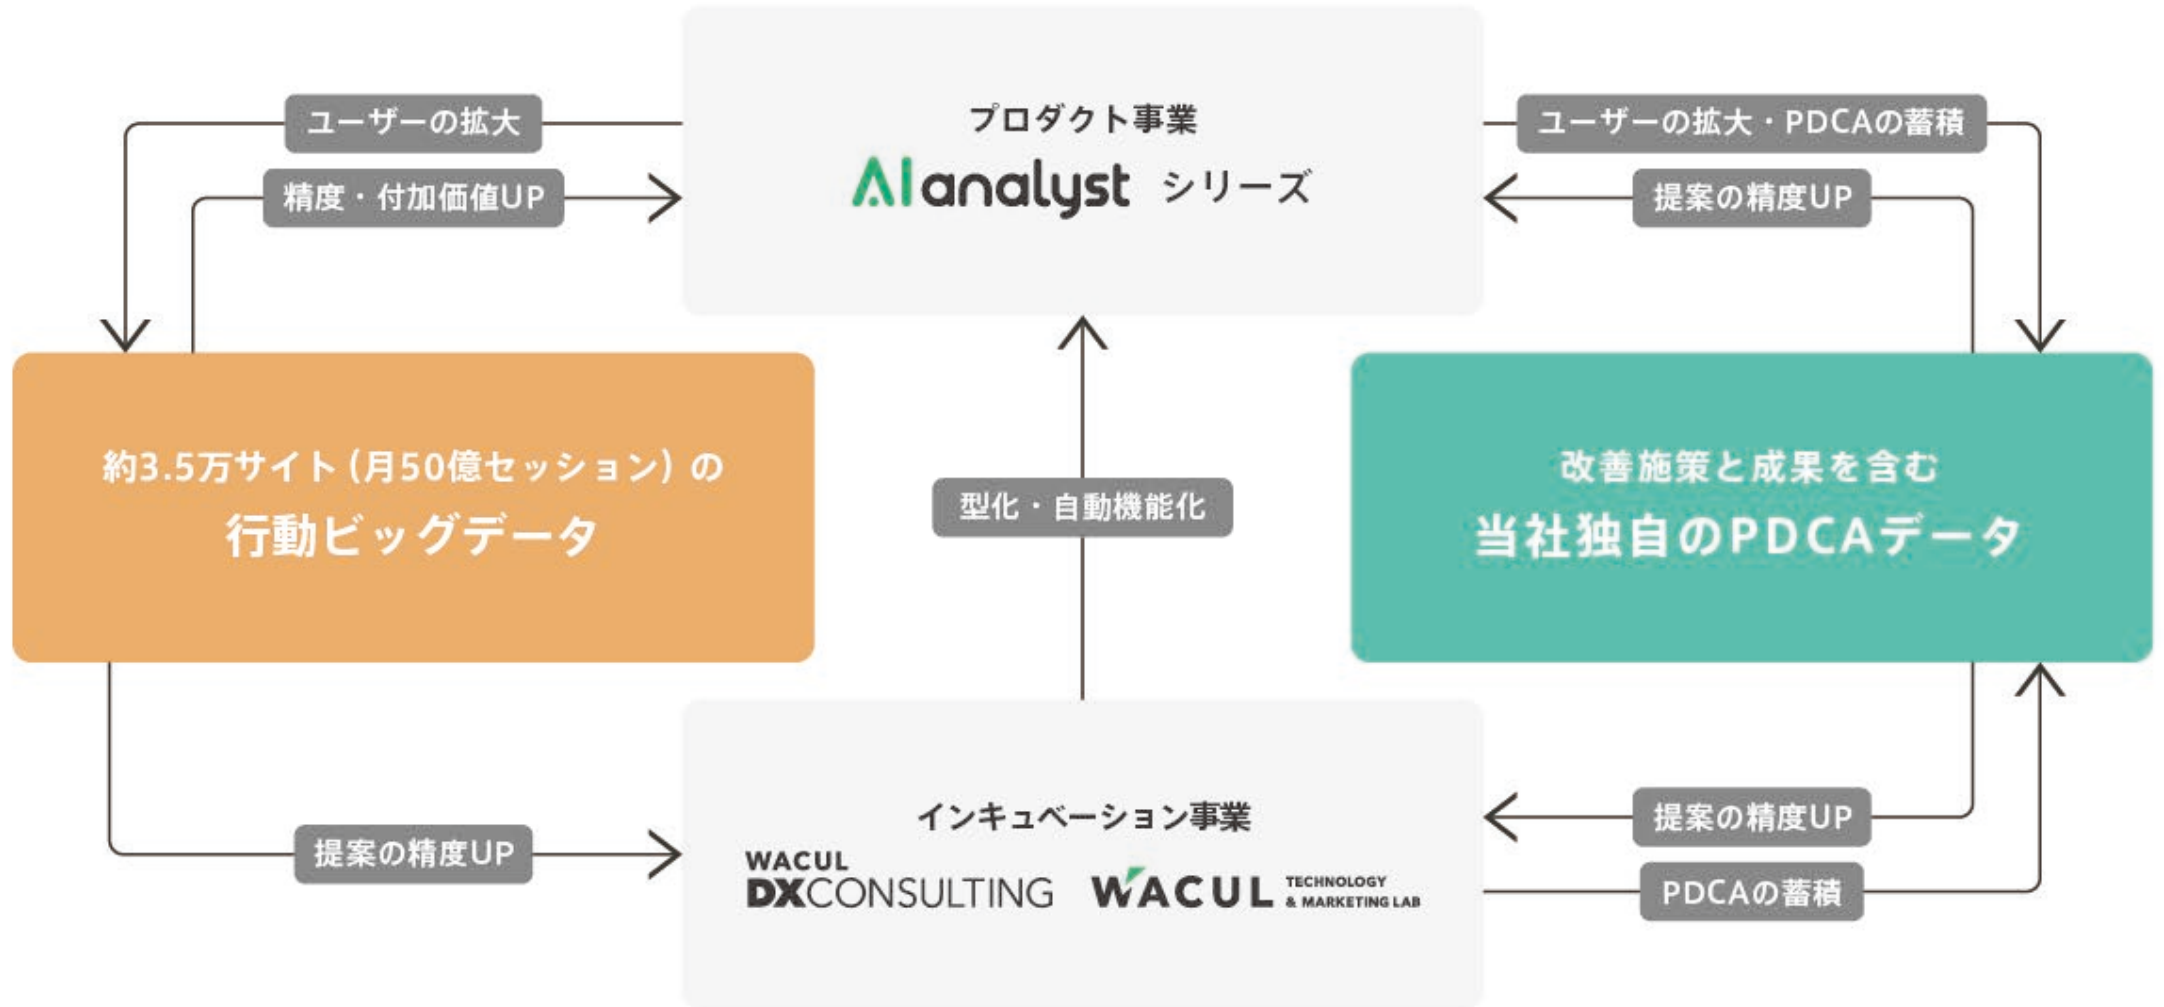 プロダクト事業
AI analyst シリーズ
ユーザーの拡大
精度・付加価値UP
ユーザーの拡大・PDCAの蓄積
提案の精度UP
約3.5万サイト(月50億セッション)の
行動ビッグデータ
型化・自動機能化
改善施策と成果を含む
当社独自のPDCAデータ
提案の精度UP
インキュベーション事業
WACUL
DXCONSULTING
WACUL TECHNOLOGY
& MARKETING LAB
提案の精度UP
PDCAの蓄積